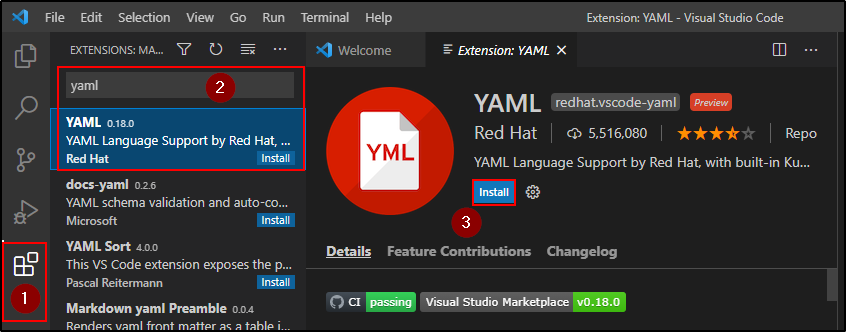 File Edit Selection View Go Run Terminal Help Extension: YAML - Visual Studio Code
EXTENSIONS: MA...
Welcome
Extension: YAML
yaml
2
YAML 0.18.0
YAML Language Support by Red Hat, ...
Red Hat Install
docs-yaml 0.2.6
YAML schema validation and auto-co...
Microsoft Install
YAML Sort 4.0.0
This VS Code extension exposes the p...
Pascal Reitermann Install
Markdown yaml Preamble 0.0.4
Renders yaml front matter as a table i...
1
YML
YAML redhat.vscode-yaml Preview
Red Hat 5,516,080 Repo
YAML Language Support by Red Hat, with built-in Ku...
Install
3
Details Feature Contributions Changelog
CI passing Visual Studio Marketplace v0.18.0